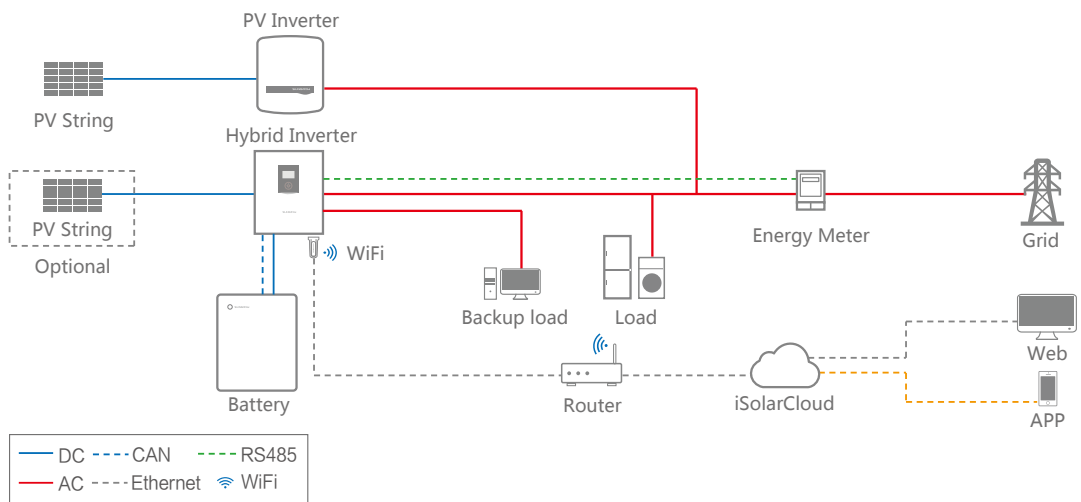 PV Inverter
PV String
Hybrid Inverter
PV String
Optional
WiFi
Energy Meter
Grid
Backup load
Load
Battery
Router
iSolarCloud
Web
APP
DC
CAN
RS485
AC
Ethernet
WiFi